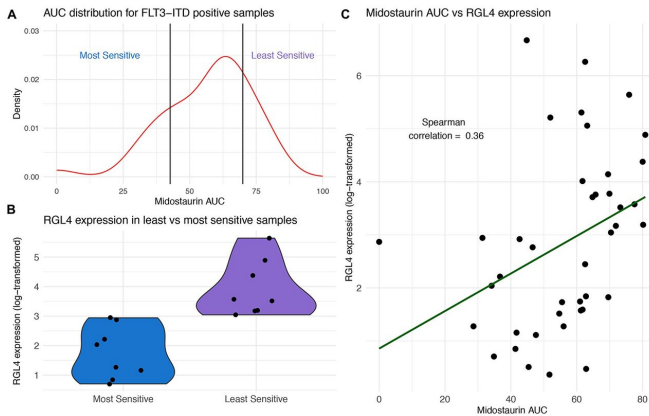 A AUC distribution for FLT3-ITD positive samples
0.03
Most Sensitive Least Sensitive
0.02
Density
0.01
0.00
0 25 50 75 100
Midostaurin AUC
B RGL4 expression in least vs most sensitive samples
RGL4 expression (log-transformed)
5
4
3
2
1
Most Sensitive Least Sensitive
C Midostaurin AUC vs RGL4 expression
Spearman
correlation = 0.36
RGL4 expression (log-transformed)
6
4
2
0 20 40 60 80
Midostaurin AUC